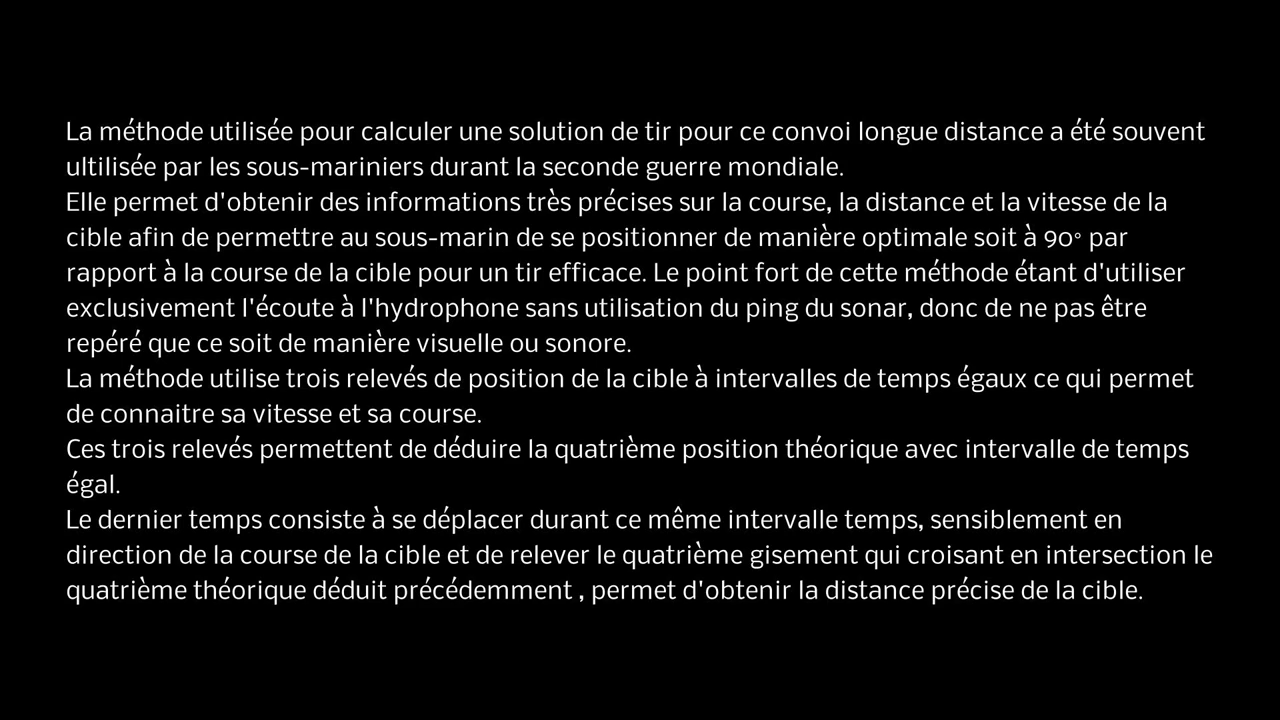 La méthode utilisée pour calculer une solution de tir pour ce convoi longue distance a été souvent
ultilisée par les sous-mariniers durant la seconde guerre mondiale.
Elle permet d'obtenir des informations très précises sur la course, la distance et la vitesse de la
cible afin de permettre au sous-marin de se positionner de manière optimale soit à 90° par
rapport à la course de la cible pour un tir efficace. Le point fort de cette méthode étant d'utiliser
exclusivement l'écoute à l'hydrophone sans utilisation du ping du sonar, donc de ne pas être
repéré que ce soit de manière visuelle ou sonore.
La méthode utilise trois relevés de position de la cible à intervalles de temps égaux ce qui permet
de connaitre sa vitesse et sa course.
Ces trois relevés permettent de déduire la quatrième position théorique avec intervalle de temps
égal.
Le dernier temps consiste à se déplacer durant ce même intervalle temps, sensiblement en
direction de la course de la cible et de relever le quatrième gisement qui croisant en intersection le
quatrième théorique déduit précédemment , permet d'obtenir la distance précise de la cible.